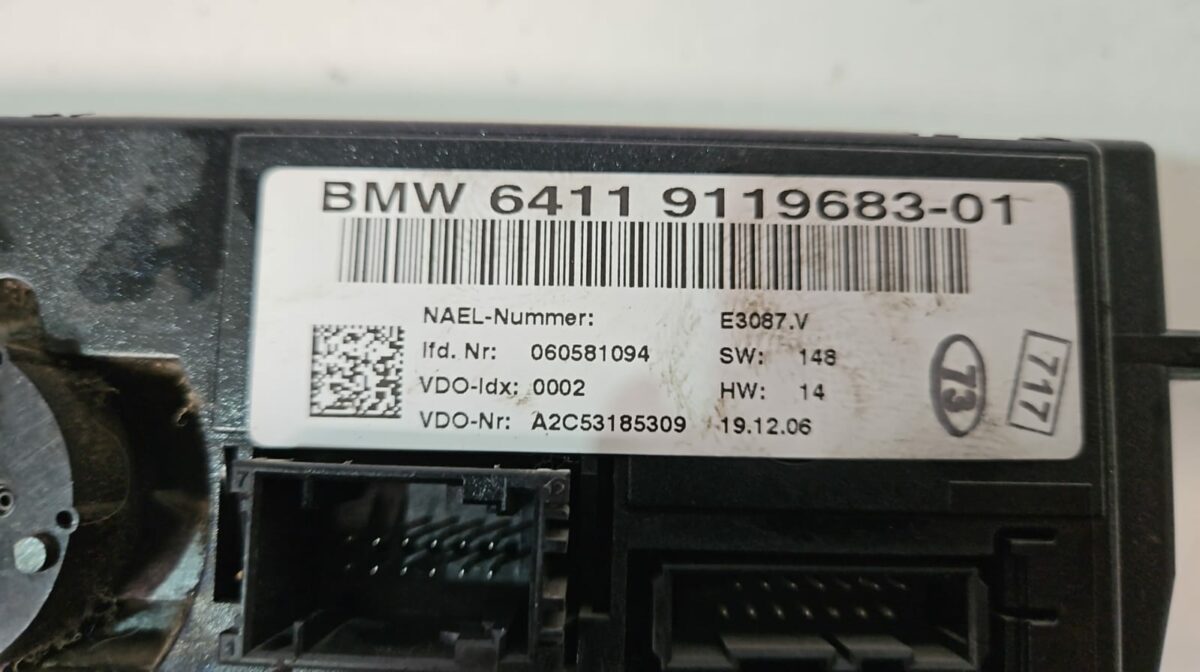 BMW 6411 9119683-01
NAEL-Nummer: E3087.V
lfd. Nr: 060581094 SW: 148
VDO-Idx: 0002 HW: 14
VDO-Nr: A2C53185309 19.12.06
73
717
7